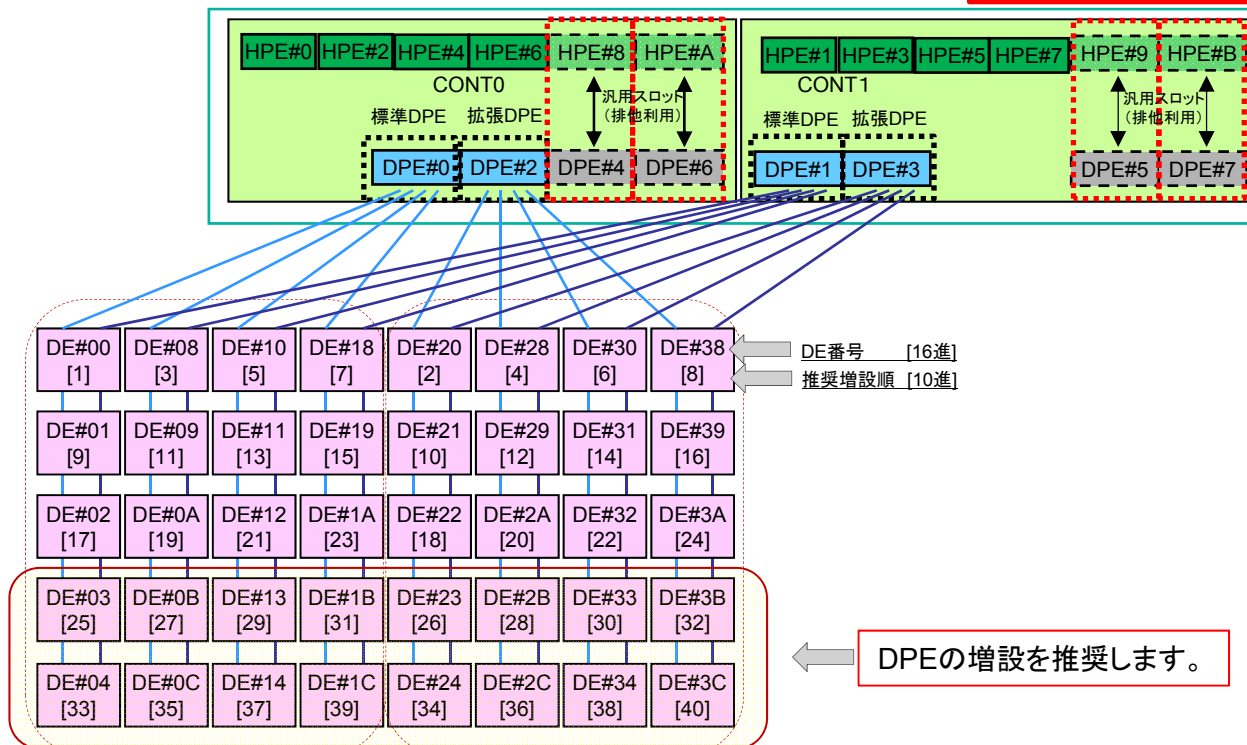 HPE#0 HPE#2 HPE#4 HPE#6 HPE#8 HPE#A
CONT0
汎用スロット
（排他利用）
標準DPE 拡張DPE
DPE#0 DPE#2 DPE#4 DPE#6
HPE#1 HPE#3 HPE#5 HPE#7 HPE#9 HPE#B
CONT1
汎用スロット
（排他利用）
標準DPE 拡張DPE
DPE#1 DPE#3 DPE#5 DPE#7
DE#00 DE#08 DE#10 DE#18 DE#20 DE#28 DE#30 DE#38
[1] [3] [5] [7] [2] [4] [6] [8]
DE番号 [16進]
推奨増設順 [10進]
DE#01 DE#09 DE#11 DE#19 DE#21 DE#29 DE#31 DE#39
[9] [11] [13] [15] [10] [12] [14] [16]
DE#02 DE#0A DE#12 DE#1A DE#22 DE#2A DE#32 DE#3A
[17] [19] [21] [23] [18] [20] [22] [24]
DE#03 DE#0B DE#13 DE#1B DE#23 DE#2B DE#33 DE#3B
[25] [27] [29] [31] [26] [28] [30] [32]
DE#04 DE#0C DE#14 DE#1C DE#24 DE#2C DE#34 DE#3C
[33] [35] [37] [39] [34] [36] [38] [40]
DPEの増設を推奨します。